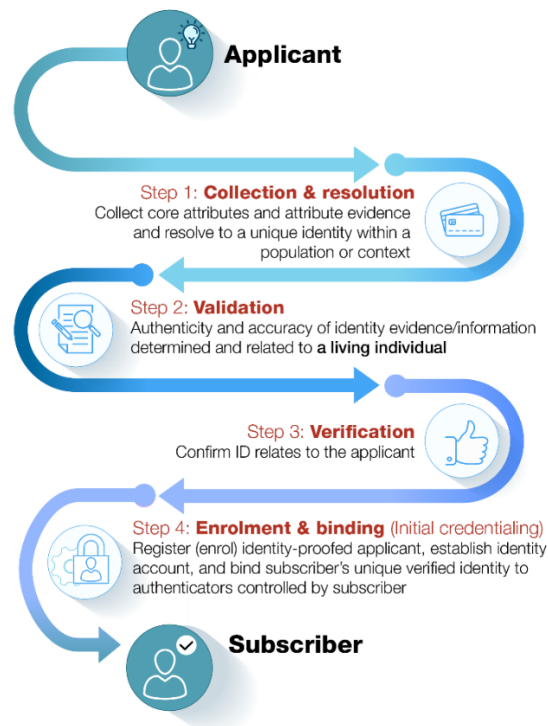 Applicant
Step 1: Collection & resolution
Collect core attributes and attribute evidence
and resolve to a unique identity within a
population or context
Step 2: Validation
Authenticity and accuracy of identity evidence/information
determined and related to a living individual
Step 3: Verification
Confirm ID relates to the applicant
Step 4: Enrolment & binding (Initial credentialing)
Register (enrol) identity-proofed applicant, establish identity
account, and bind subscriber's unique verified identity to
authenticators controlled by subscriber
Subscriber